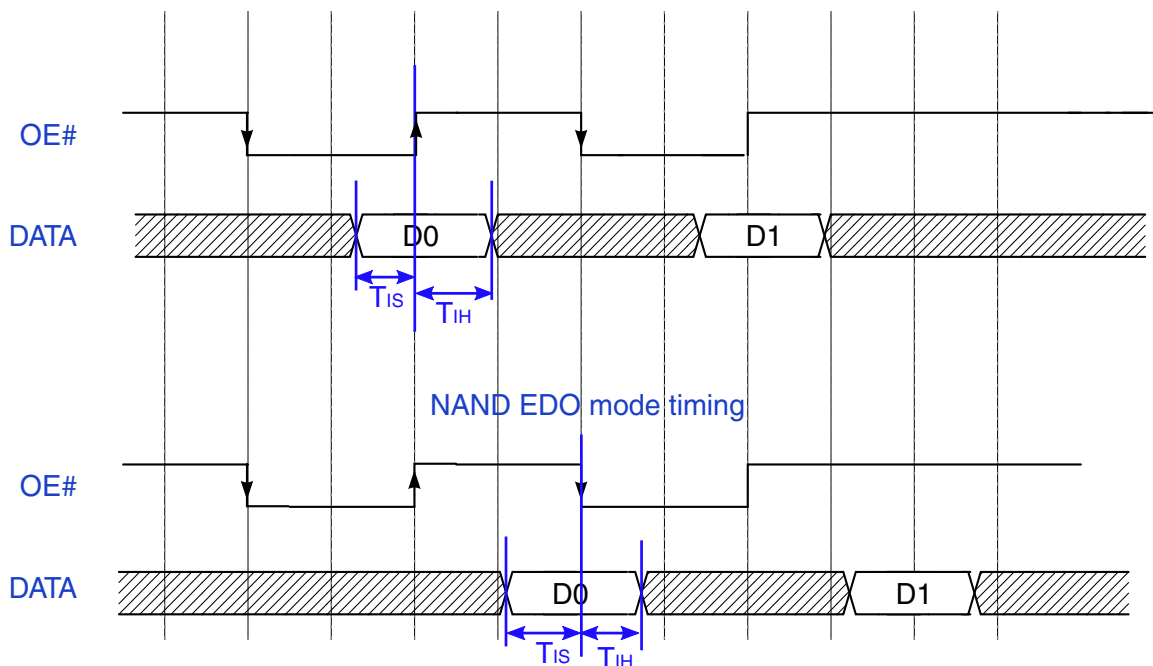 OE#
DATA
D0
D1
TIS
TIH
NAND EDO mode timing
OE#
DATA
D0
D1
TIS
TIH